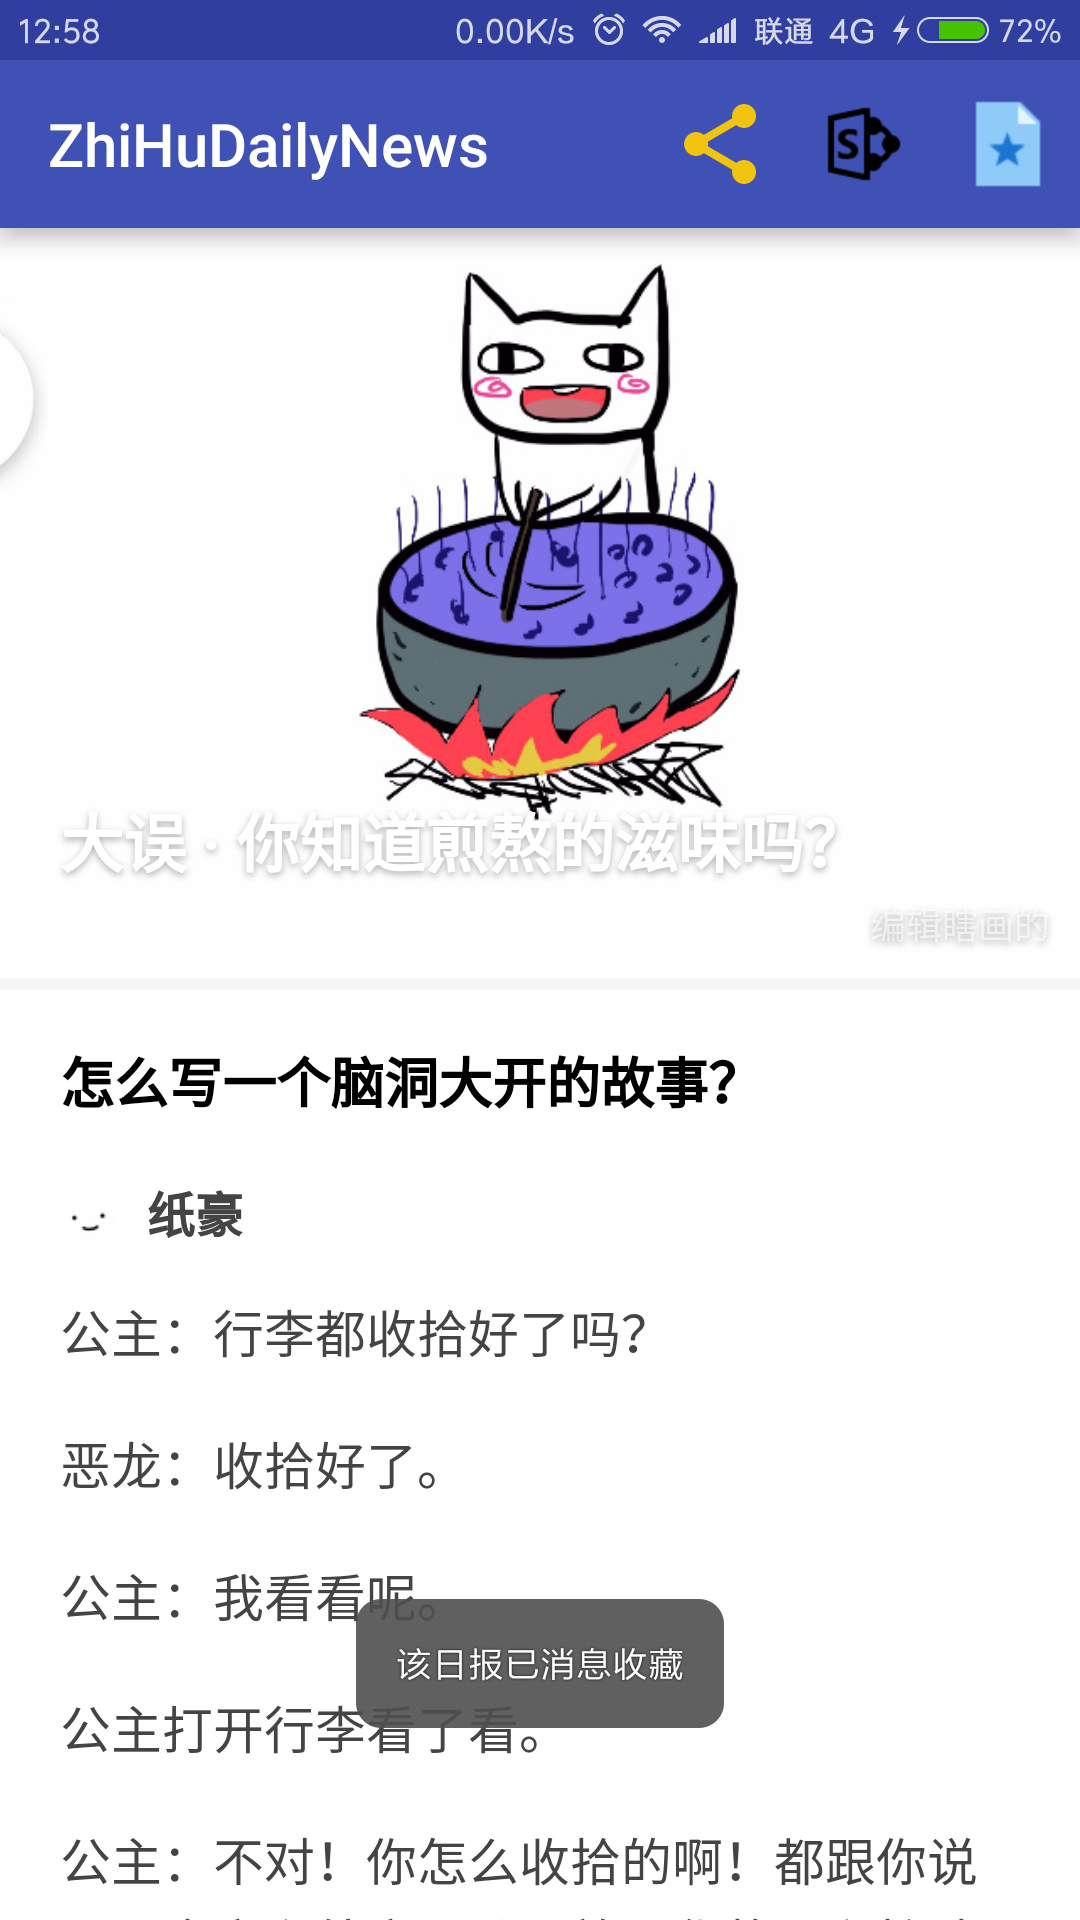 12:58 0.00K/s 联通 4G 72%
ZhiHuDailyNews
S
大误 · 你知道煎熬的滋味吗?
编辑瞎画的
怎么写一个脑洞大开的故事?
纸豪
公主：行李都收拾好了吗?
恶龙：收拾好了。
公主：我看看呢。
该日报已消息收藏
公主打开行李看了看。
公主：不对！你怎么收拾的啊！都跟你说